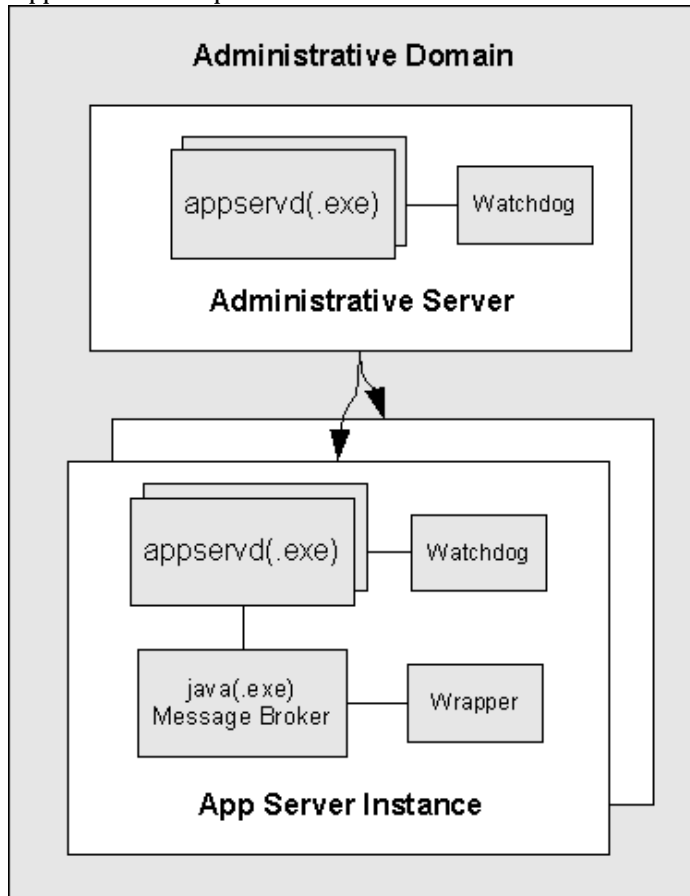 Administrative Domain
appservd(.exe)
Watchdog
Administrative Server
appservd(.exe)
Watchdog
java(.exe)
Message Broker
Wrapper
App Server Instance